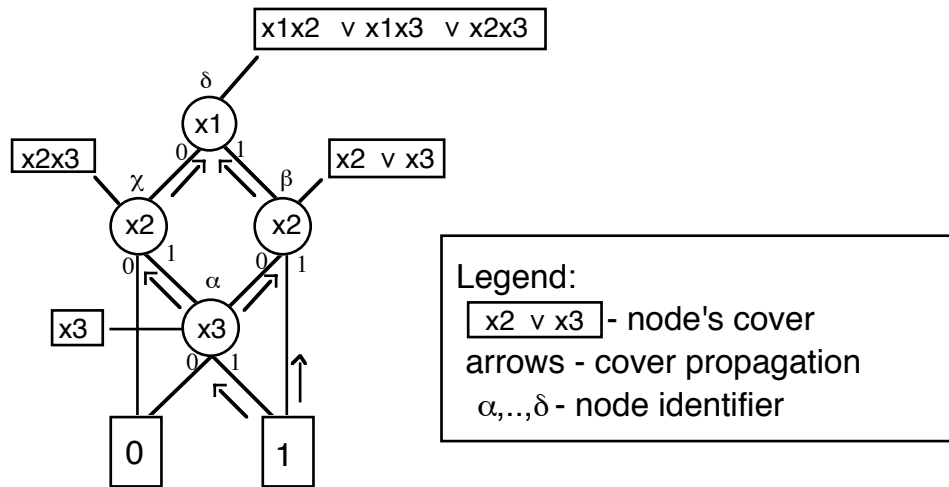 x1x2 ∨ x1x3 ∨ x2x3
δ
x1
0 1
x2x3
x2 ∨ x3
χ
β
x2
x2
0 1
0 1
α
x3
x3
0 1
0
1
Legend:
x2 ∨ x3 - node's cover
arrows - cover propagation
α,..,δ - node identifier